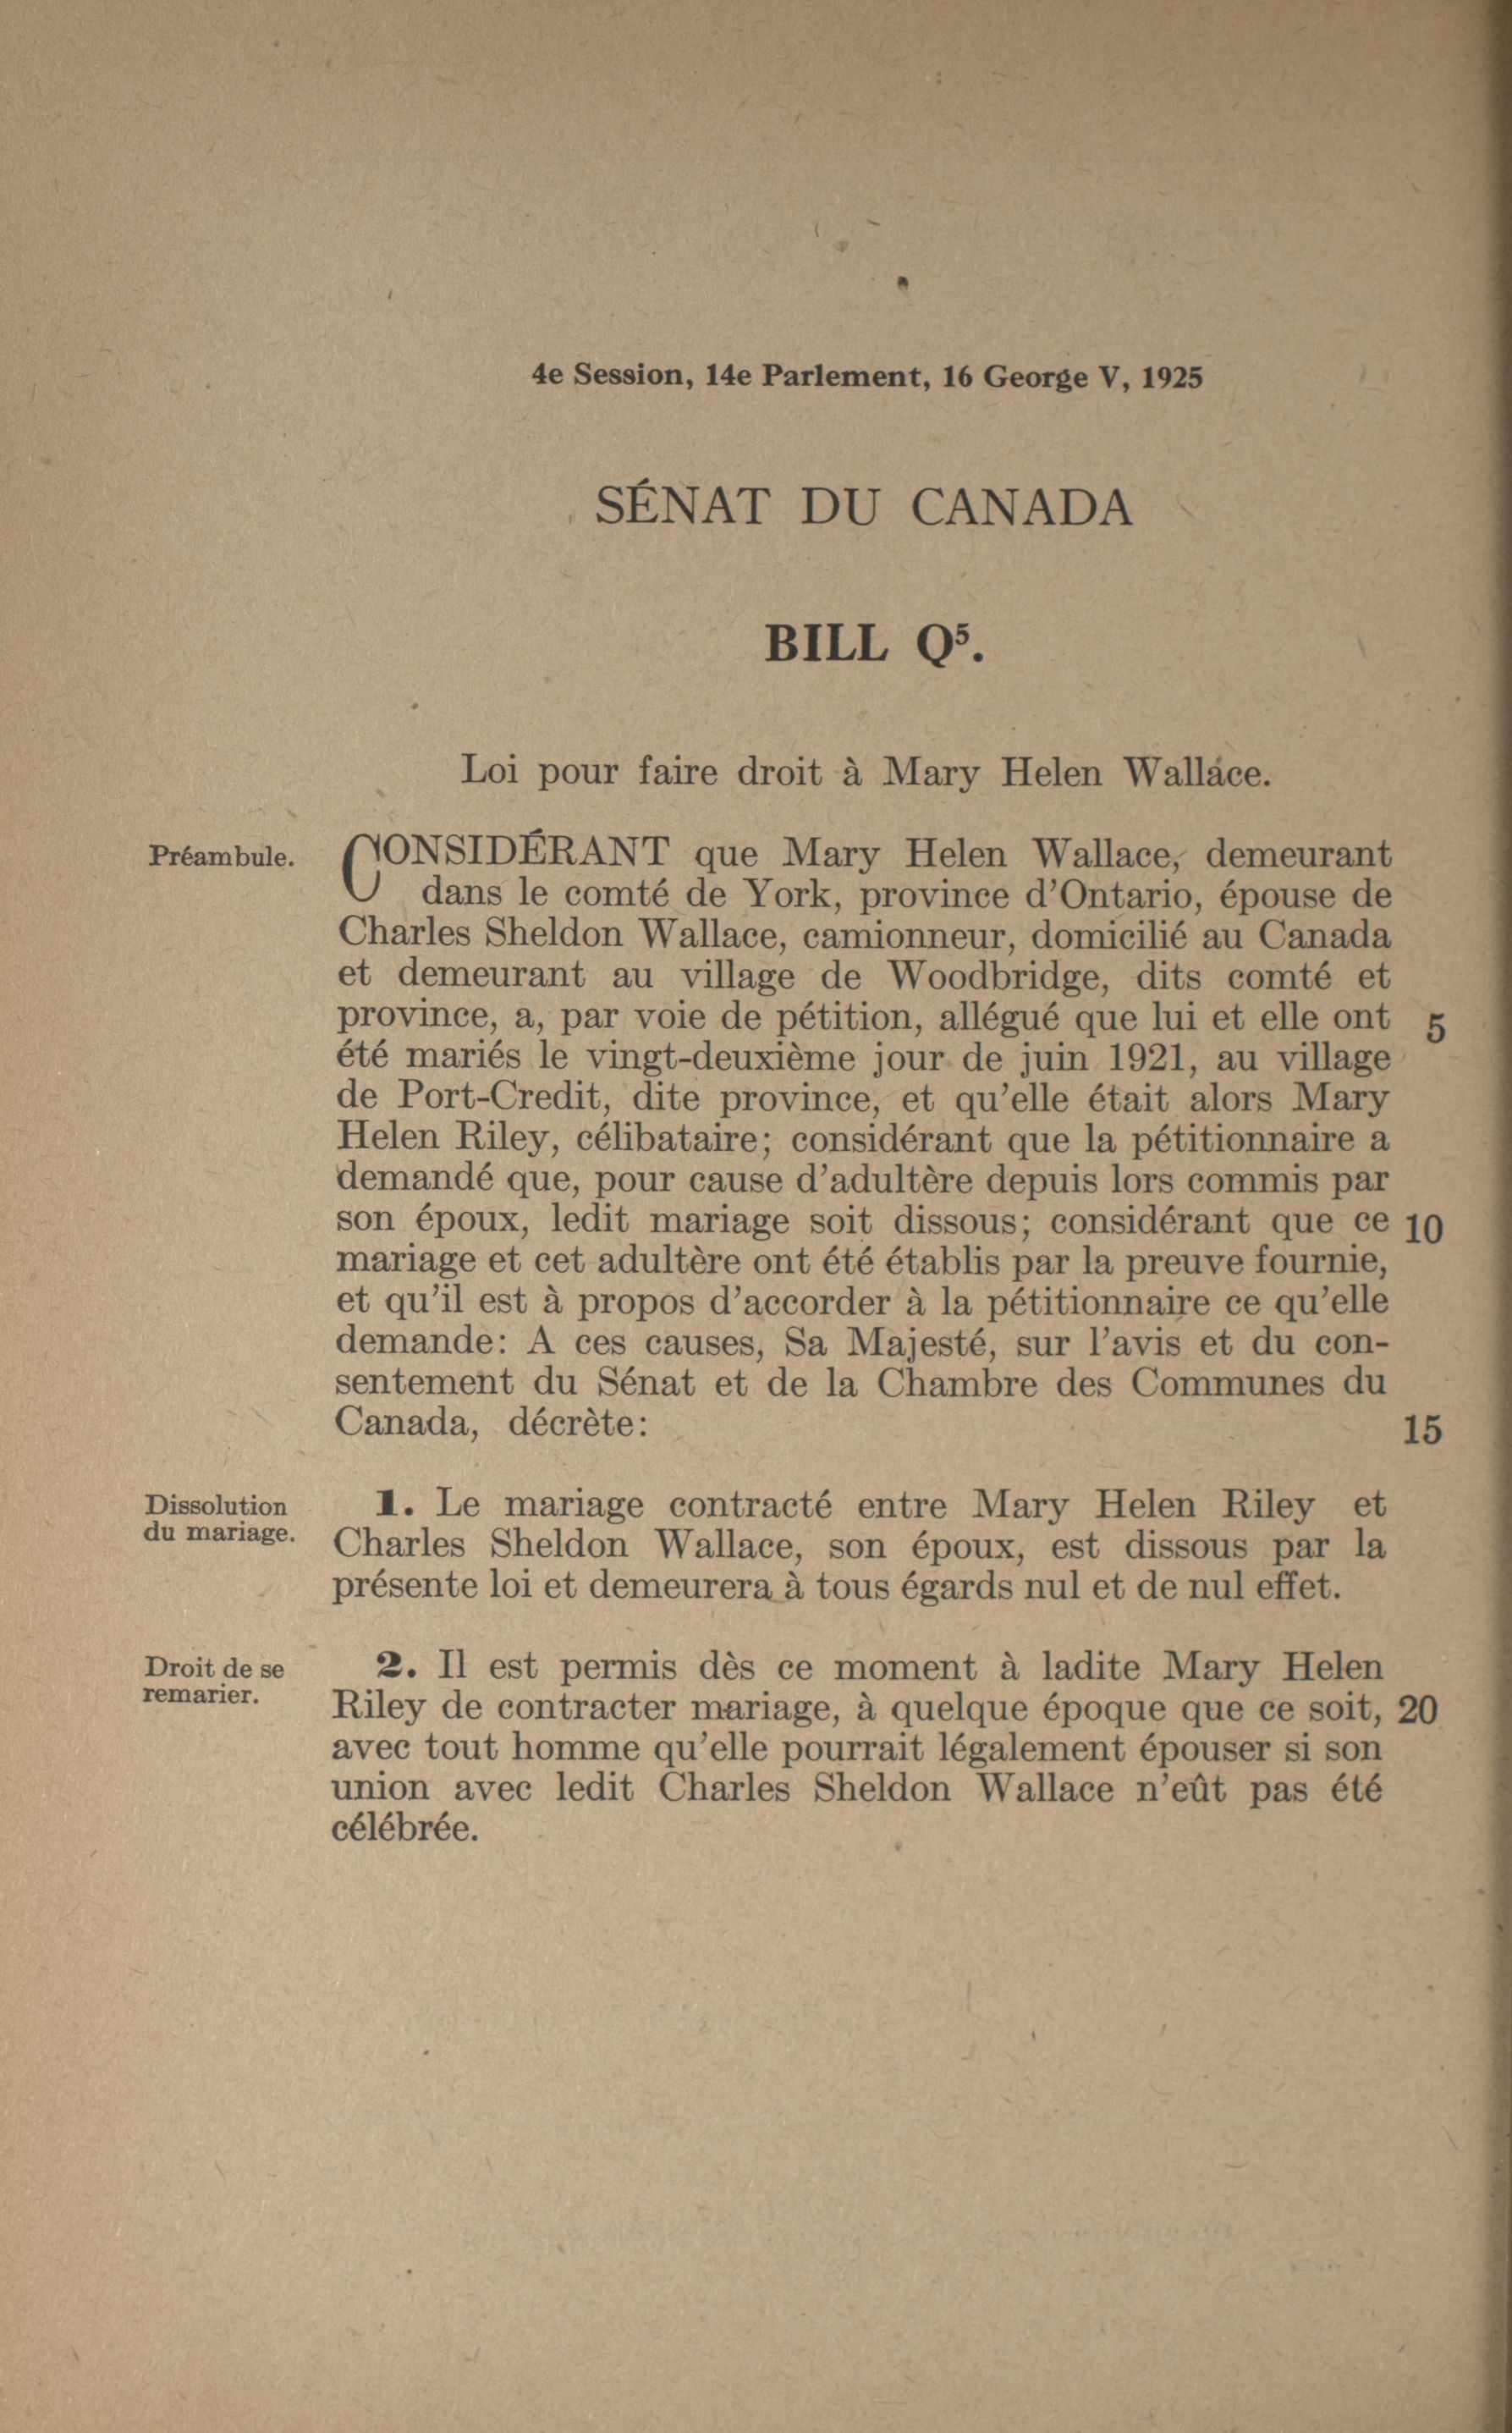 4e Session, 14e Parlement, 16 George V, 1925
SÉNAT DU CANADA
BILL Q⁵.
Loi pour faire droit à Mary Helen Wallace.
Préambule.
CONSIDÉRANT que Mary Helen Wallace, demeurant
dans le comté de York, province d'Ontario, épouse de
Charles Sheldon Wallace, camionneur, domicilié au Canada
et demeurant au village de Woodbridge, dits comté et
province, a, par voie de pétition, allégué que lui et elle ont 5
été mariés le vingt-deuxième jour de juin 1921, au village
de Port-Credit, dite province, et qu'elle était alors Mary
Helen Riley, célibataire; considérant que la pétitionnaire a
demandé que, pour cause d'adultère depuis lors commis par
son époux, ledit mariage soit dissous; considérant que ce 10
mariage et cet adultère ont été établis par la preuve fournie,
et qu'il est à propos d'accorder à la pétitionnaire ce qu'elle
demande: A ces causes, Sa Majesté, sur l'avis et du con-
sentement du Sénat et de la Chambre des Communes du
Canada, décrète: 15
Dissolution
du mariage.
1. Le mariage contracté entre Mary Helen Riley et
Charles Sheldon Wallace, son époux, est dissous par la
présente loi et demeurera à tous égards nul et de nul effet.
Droit de se
remarier.
2. Il est permis dès ce moment à ladite Mary Helen
Riley de contracter mariage, à quelque époque que ce soit, 20
avec tout homme qu'elle pourrait légalement épouser si son
union avec ledit Charles Sheldon Wallace n'eût pas été
célébrée.